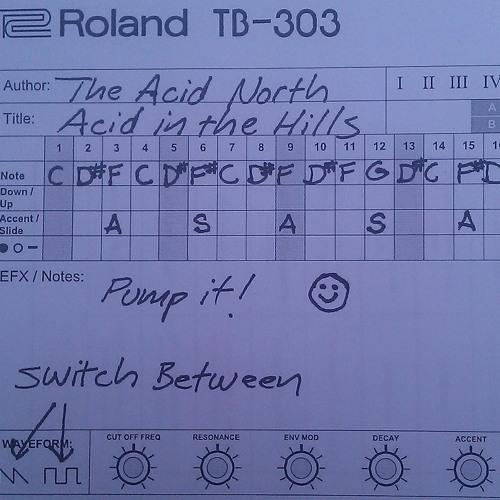 Roland TB-303
Author: The Acid North I II III IV
Title: Acid in the Hills A
B
1 2 3 4 5 6 7 8 9 10 11 12 13 14 15 16
Note C D# F C D# F# C D# F D# F G D# C F# D
Down /
Up
Accent / A S A S A
Slide
EFX / Notes: Pump it!
Switch Between
WAVEFORM: CUT OFF FREQ RESONANCE ENV MOD DECAY ACCENT